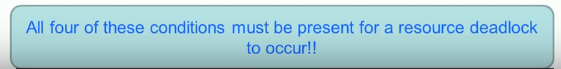 All four of these conditions must be present for a resource deadlock
to occur!!